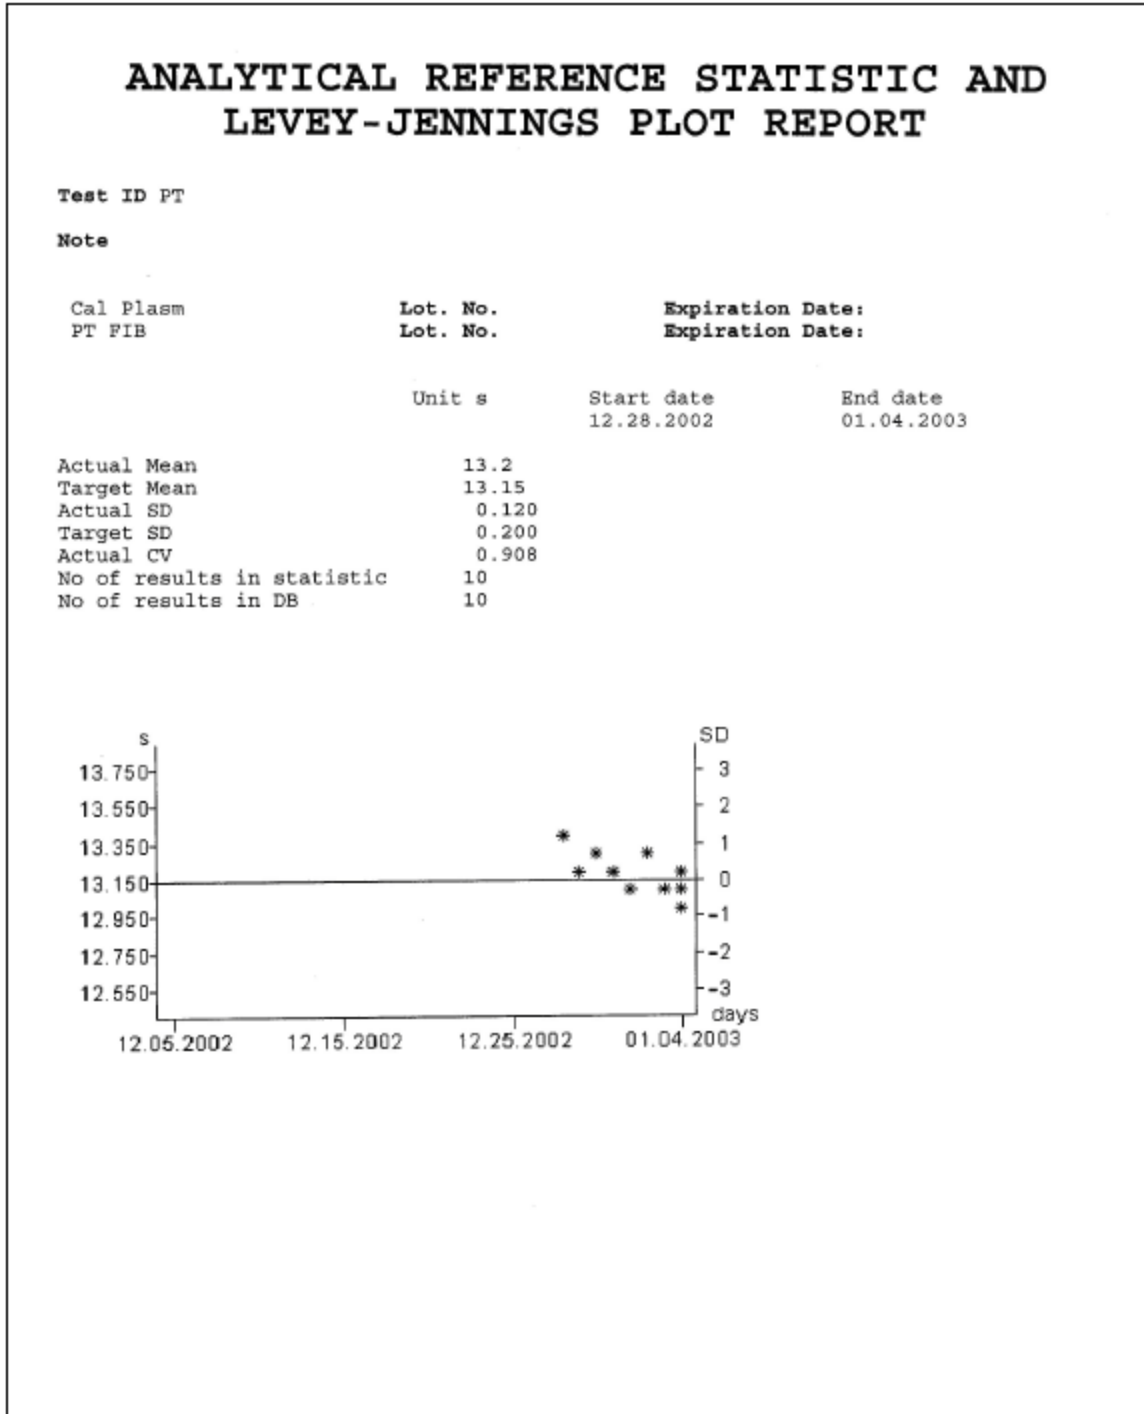 ANALYTICAL REFERENCE STATISTIC AND
LEVEY-JENNINGS PLOT REPORT
Test ID PT
Note
Cal Plasm Lot. No. Expiration Date:
PT FIB Lot. No. Expiration Date:
Unit s Start date End date
12.28.2002 01.04.2003
Actual Mean 13.2
Target Mean 13.15
Actual SD 0.120
Target SD 0.200
Actual CV 0.908
No of results in statistic 10
No of results in DB 10
s SD
13.750 3
13.550 2
13.350 1
13.150 0
12.950 -1
12.750 -2
12.550 -3
days
12.05.2002 12.15.2002 12.25.2002 01.04.2003